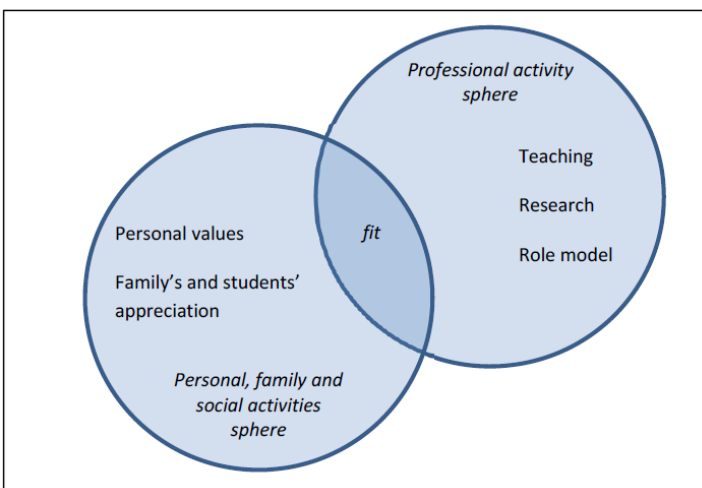 Professional activity
sphere
Teaching
Research
Role model
fit
Personal values
Family’s and students’
appreciation
Personal, family and
social activities
sphere